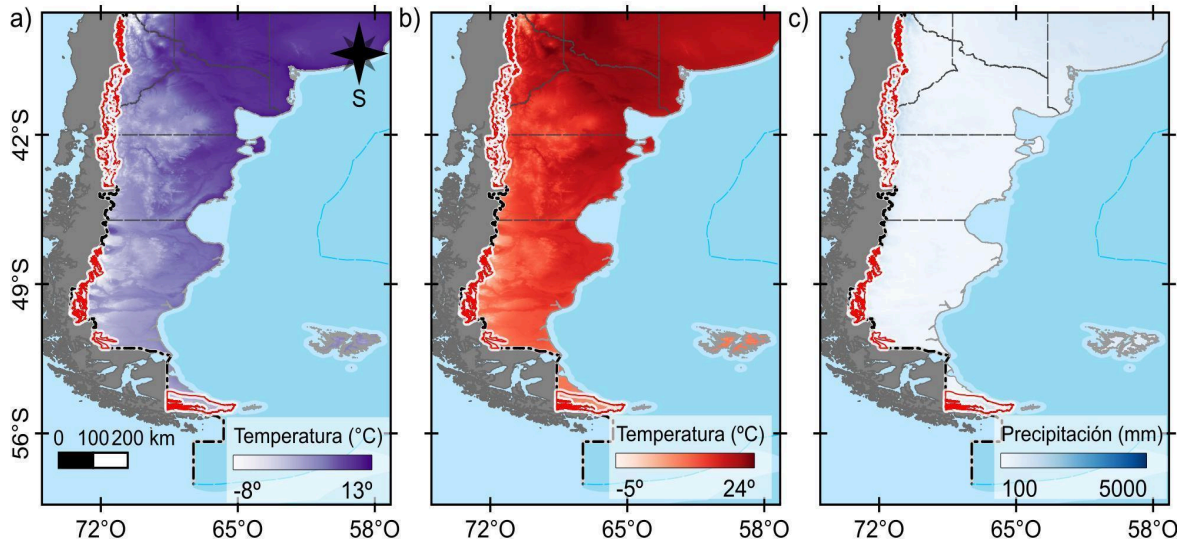 a)
b)
c)
S
42°S
49°S
56°S
0 100 200 km
Temperatura (°C)
-8° 13°
Temperatura (ºC)
-5° 24°
Precipitación (mm)
100 5000
72°O 65°O 58°O
72°O 65°O 58°O
72°O 65°O 58°O